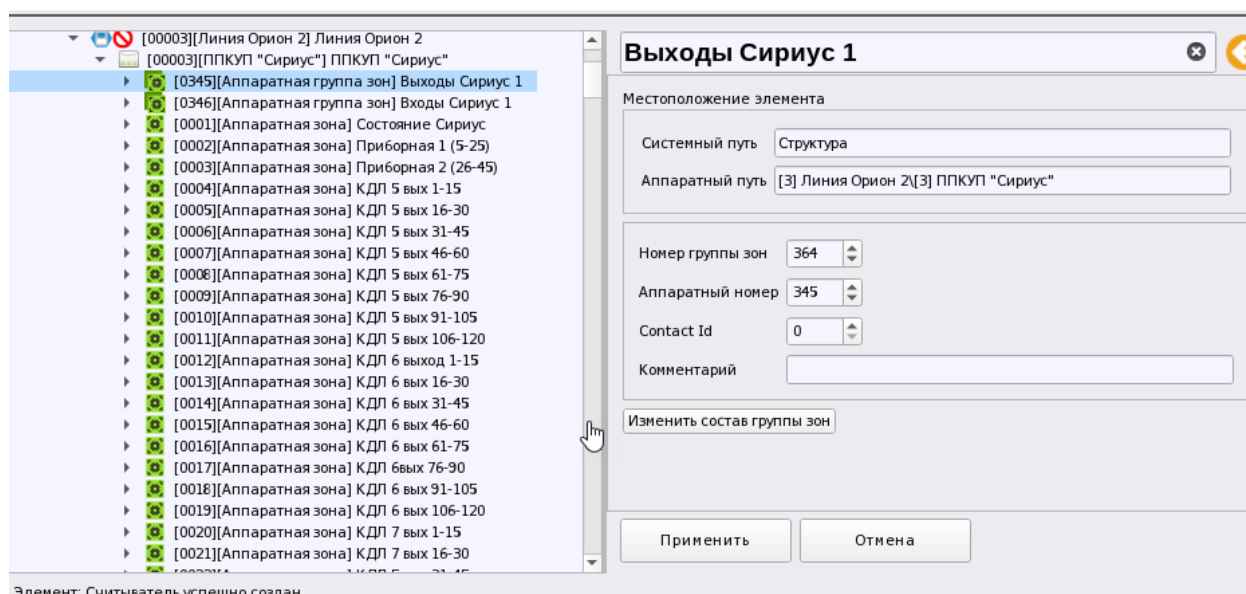 [00003][Линия Орион 2] Линия Орион 2
[00003][ППКУП "Сириус"] ППКУП "Сириус"
[0345][Аппаратная группа зон] Выходы Сириус 1
[0346][Аппаратная группа зон] Входы Сириус 1
[0001][Аппаратная зона] Состояние Сириус
[0002][Аппаратная зона] Приборная 1 (5-25)
[0003][Аппаратная зона] Приборная 2 (26-45)
[0004][Аппаратная зона] КДЛ 5 вых 1-15
[0005][Аппаратная зона] КДЛ 5 вых 16-30
[0006][Аппаратная зона] КДЛ 5 вых 31-45
[0007][Аппаратная зона] КДЛ 5 вых 46-60
[0008][Аппаратная зона] КДЛ 5 вых 61-75
[0009][Аппаратная зона] КДЛ 5 вых 76-90
[0010][Аппаратная зона] КДЛ 5 вых 91-105
[0011][Аппаратная зона] КДЛ 5 вых 106-120
[0012][Аппаратная зона] КДЛ 6 выход 1-15
[0013][Аппаратная зона] КДЛ 6 вых 16-30
[0014][Аппаратная зона] КДЛ 6 вых 31-45
[0015][Аппаратная зона] КДЛ 6 вых 46-60
[0016][Аппаратная зона] КДЛ 6 вых 61-75
[0017][Аппаратная зона] КДЛ 6вых 76-90
[0018][Аппаратная зона] КДЛ 6 вых 91-105
[0019][Аппаратная зона] КДЛ 6 вых 106-120
[0020][Аппаратная зона] КДЛ 7 вых 1-15
[0021][Аппаратная зона] КДЛ 7 вых 16-30
Элемент: Считыватель успешно создан
Выходы Сириус 1
Местоположение элемента
Системный путь Структура
Аппаратный путь [3] Линия Орион 2\[3] ППКУП "Сириус"
Номер группы зон 364
Аппаратный номер 345
Contact Id 0
Комментарий
Изменить состав группы зон
Применить Отмена